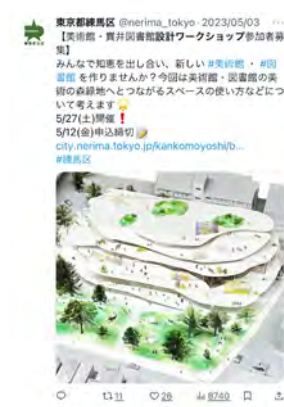 東京都練馬区 @nerima_tokyo·2023/05/03 …
【美術館・貫井図書館設計ワークショップ参加者募
集】
みんなで知恵を出し合い、新しい #美術館 ・ #図
書館 を作りませんか？今回は美術館・図書館の美
術の森緑地へとつながるスペースの使い方などにつ
いて考えます
5/27(土)開催❗
5/12(金)申込締切
city.nerima.tokyo.jp/kankomoyoshi/b...
#練馬区
11 26 8740